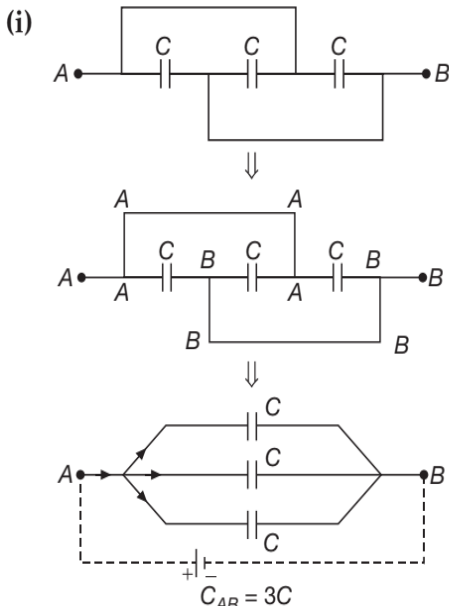 (i)
C C C
A B
⇓
A A
C B C C B
A A A B
B B
⇓
C
A C B
C
+ −
C_AB = 3C